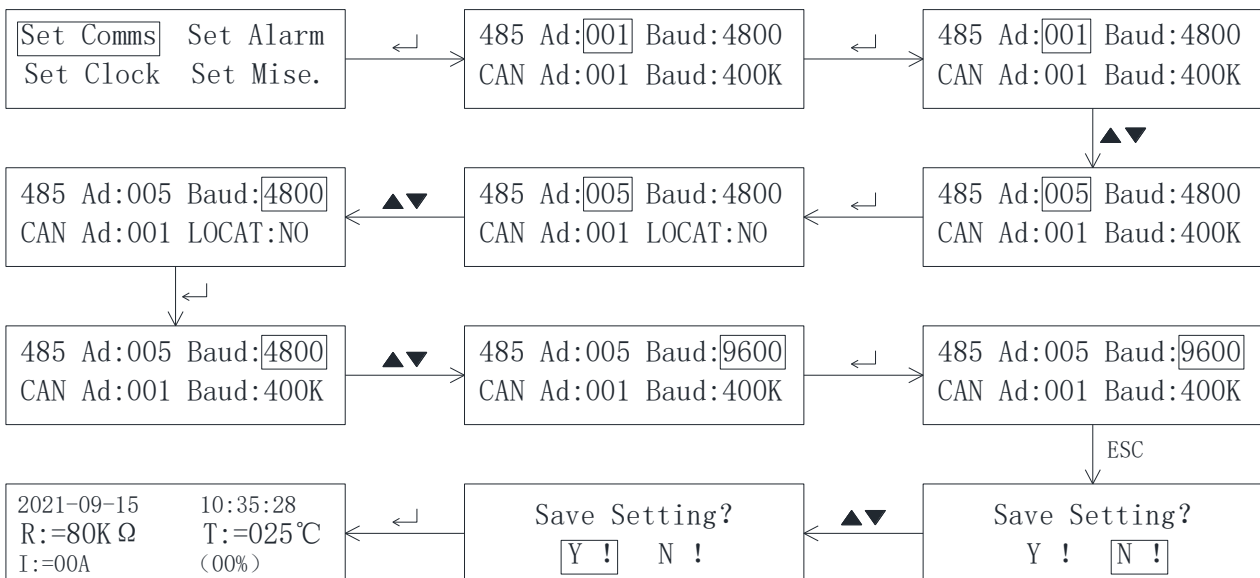 Set Comms Set Alarm
Set Clock Set Mise.
485 Ad:001 Baud:4800
CAN Ad:001 Baud:400K
485 Ad:001 Baud:4800
CAN Ad:001 Baud:400K
485 Ad:005 Baud:4800
CAN Ad:001 LOCAT:NO
485 Ad:005 Baud:4800
CAN Ad:001 LOCAT:NO
485 Ad:005 Baud:4800
CAN Ad:001 Baud:400K
485 Ad:005 Baud:4800
CAN Ad:001 Baud:400K
485 Ad:005 Baud:9600
CAN Ad:001 Baud:400K
485 Ad:005 Baud:9600
CAN Ad:001 Baud:400K
ESC
2021-09-15 10:35:28
R:=80KΩ T:=025℃
I:=00A (00%)
Save Setting?
Y ! N !
Save Setting?
Y ! N !